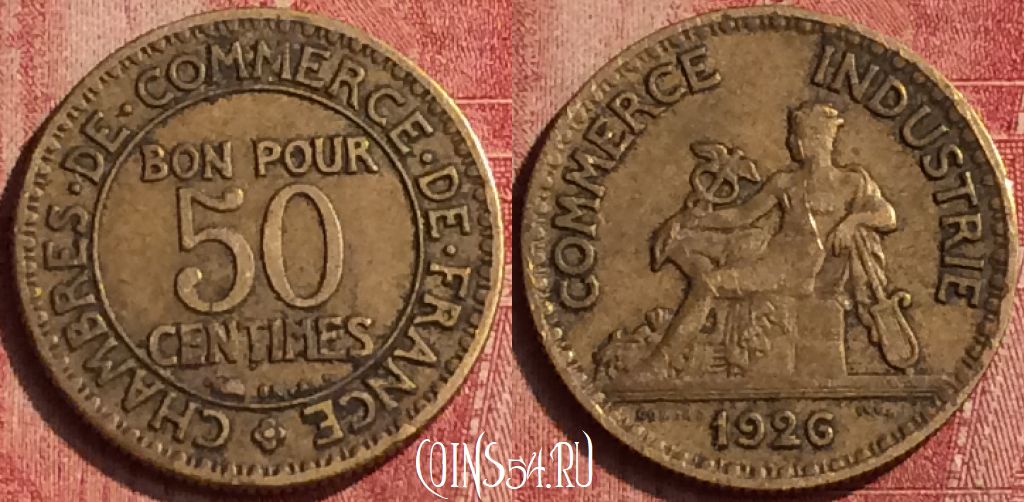 CHAMBRES·DE·COMMERCE·DE·FRANCE
BON POUR
50
CENTIMES
COMMERCE INDUSTRIE
1926
COINS54.RU